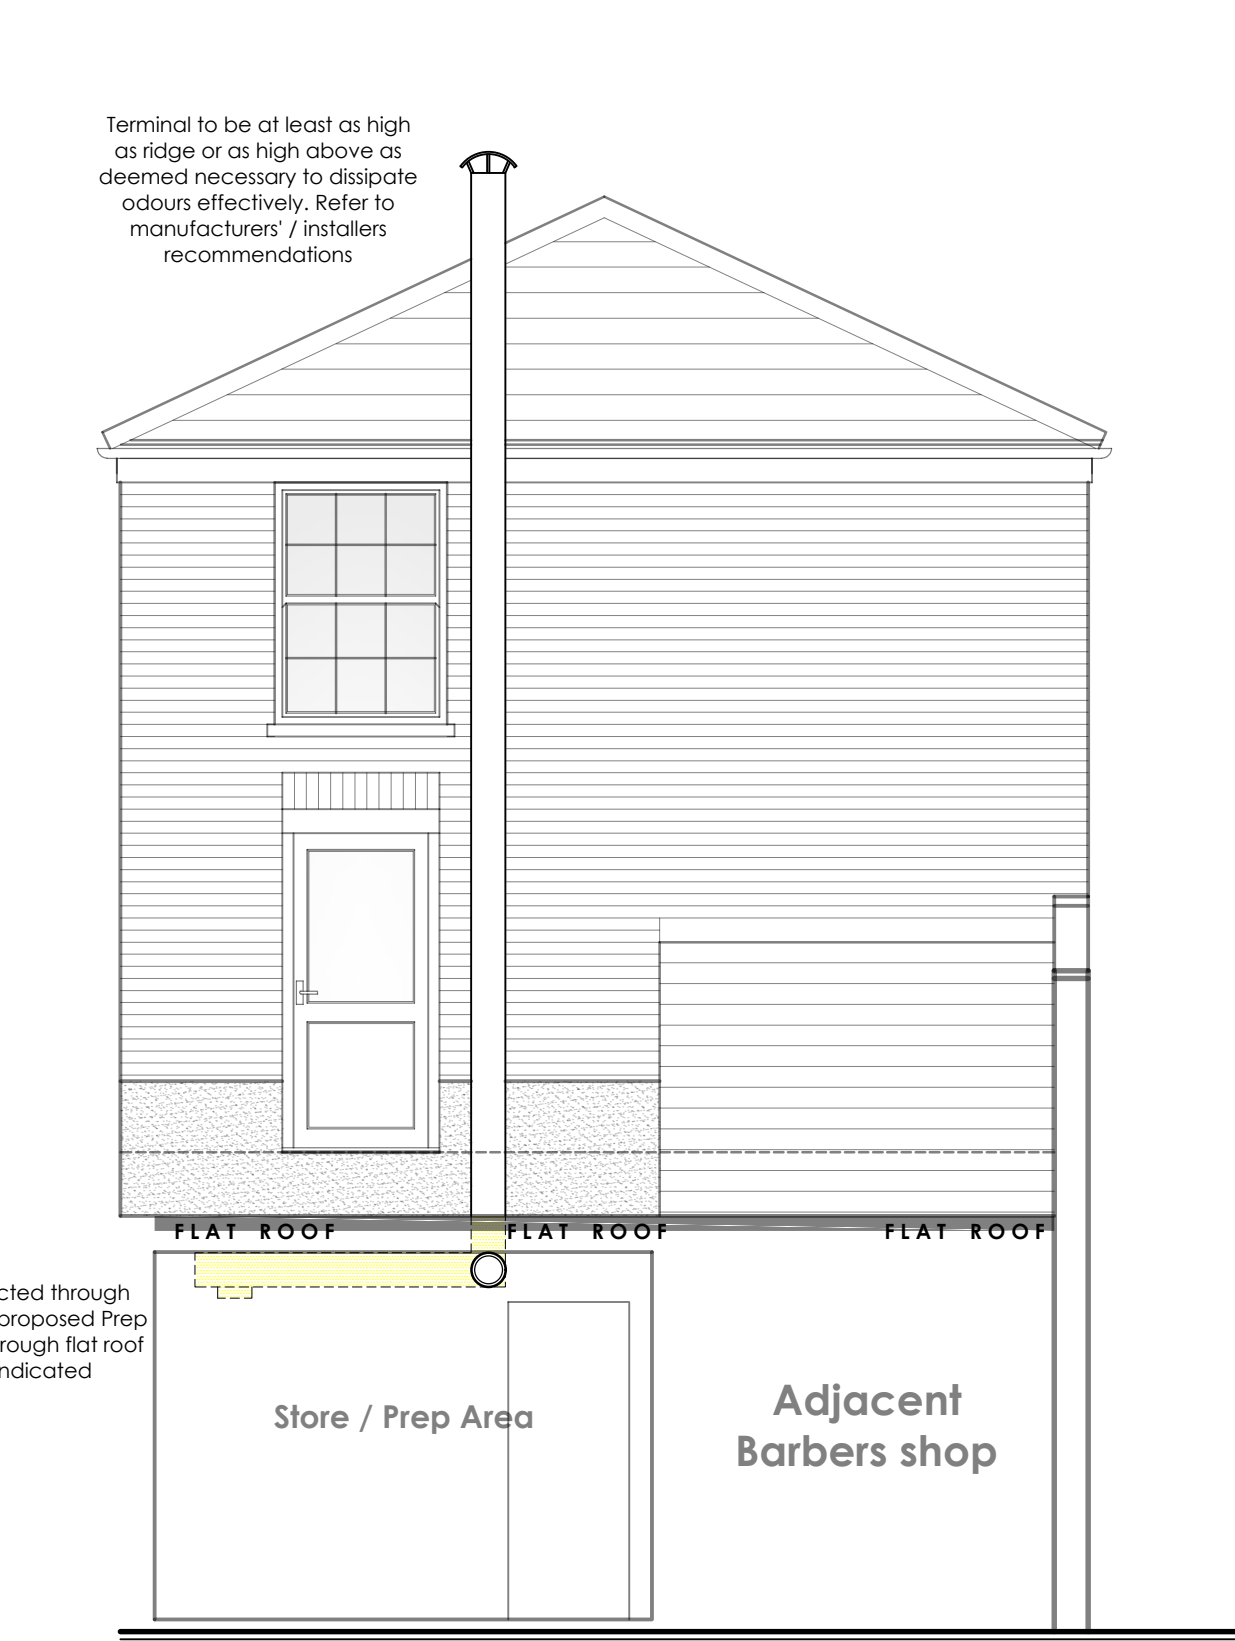 Terminal to be at least as high
as ridge or as high above as
deemed necessary to dissipate
odours effectively. Refer to
manufacturers' / installers
recommendations
FLAT ROOF FLAT ROOF FLAT ROOF
cted through
proposed Prep
rough flat roof
ndicated
Store / Prep Area
Adjacent
Barbers shop